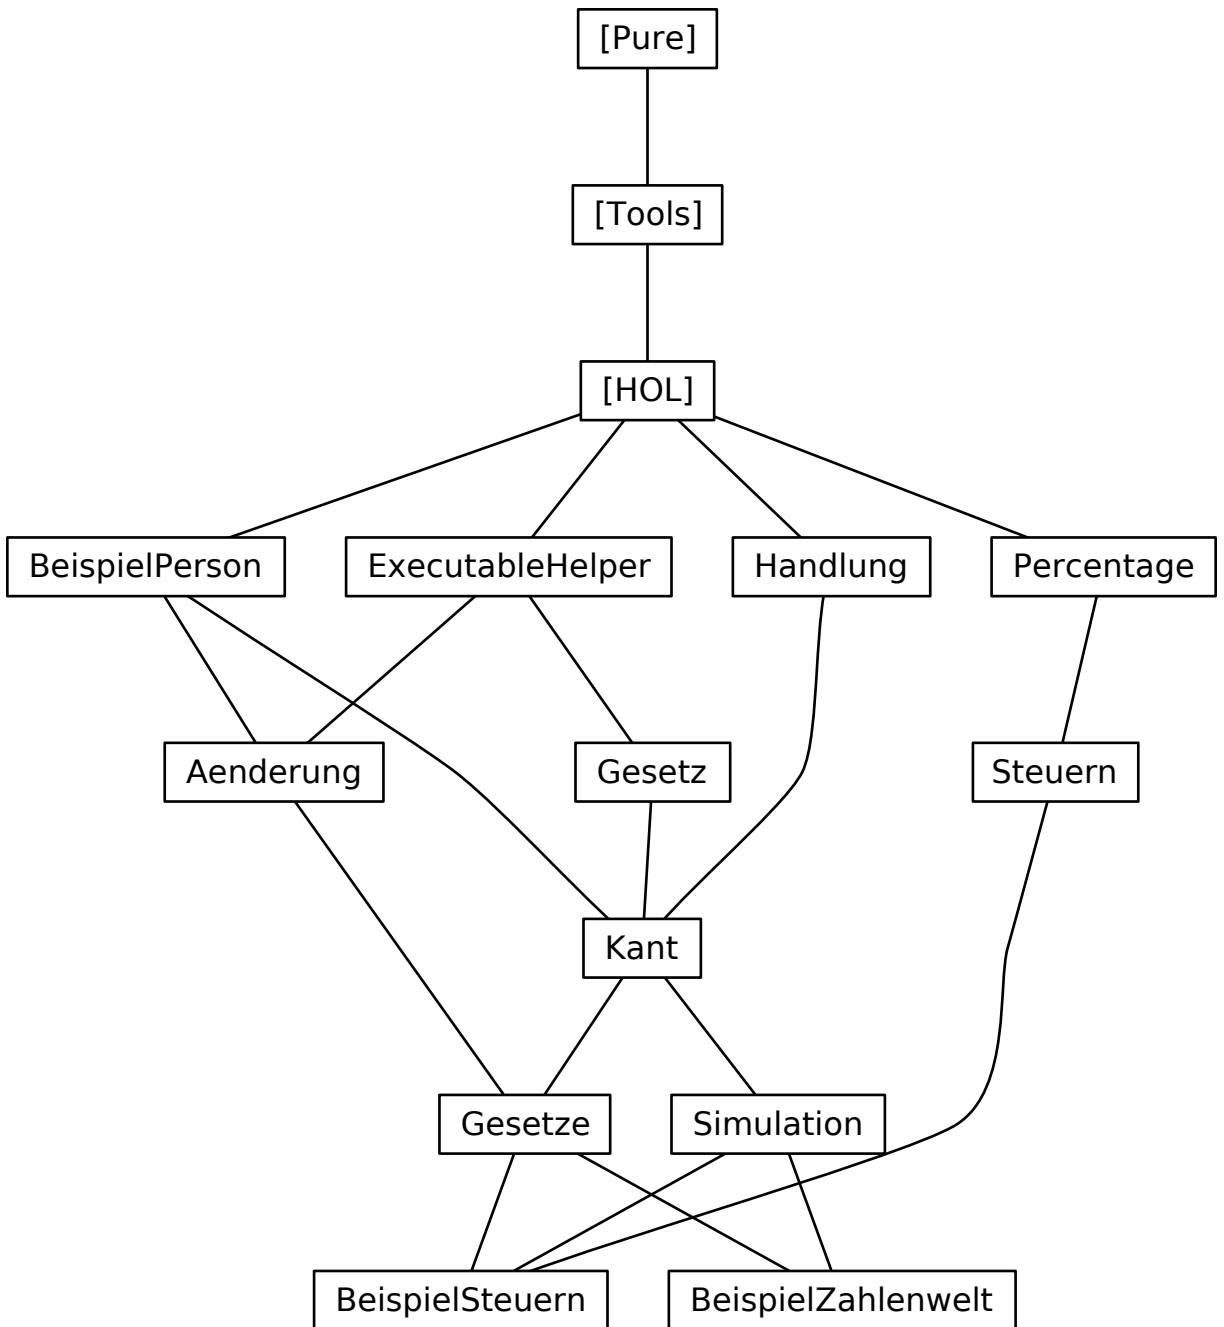 [Pure]
[Tools]
[HOL]
BeispielPerson
ExecutableHelper
Handlung
Percentage
Aenderung
Gesetz
Steuern
Kant
Gesetze
Simulation
BeispielSteuern
BeispielZahlenwelt